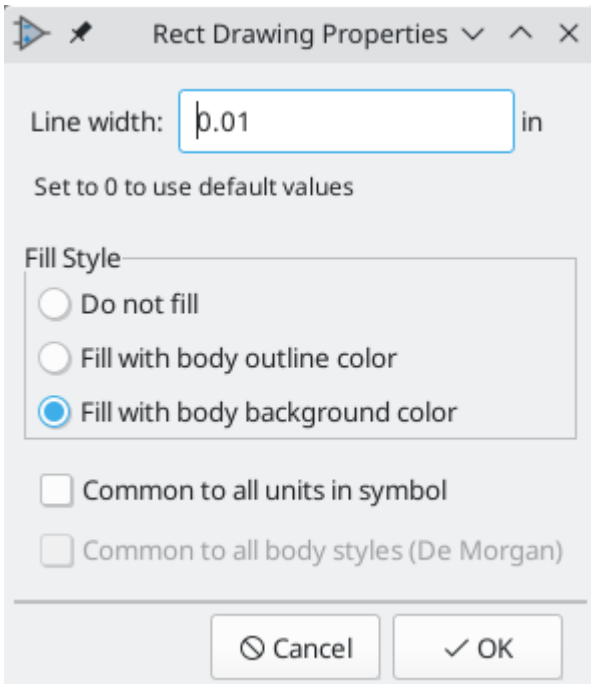 Rect Drawing Properties
Line width: 0.01 in
Set to 0 to use default values
Fill Style
Do not fill
Fill with body outline color
Fill with body background color
Common to all units in symbol
Common to all body styles (De Morgan)
Cancel OK